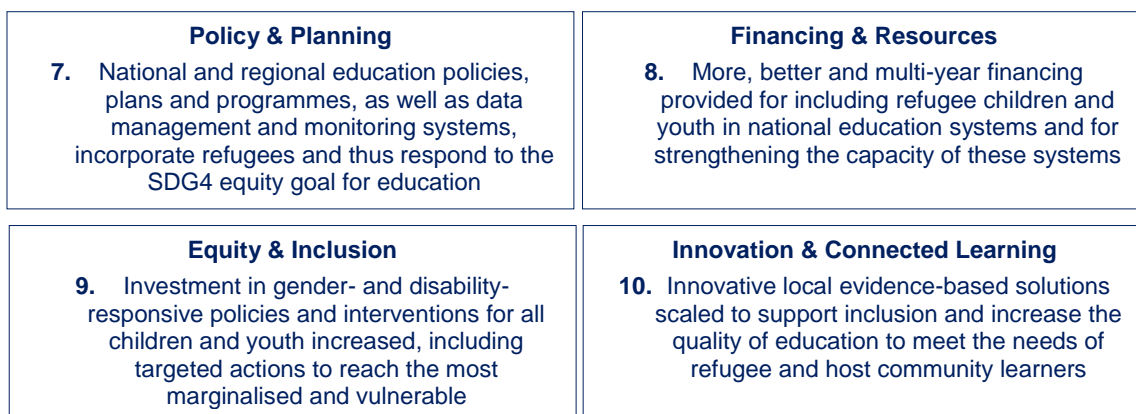 Policy & Planning
7. National and regional education policies,
plans and programmes, as well as data
management and monitoring systems,
incorporate refugees and thus respond to the
SDG4 equity goal for education
Financing & Resources
8. More, better and multi-year financing
provided for including refugee children and
youth in national education systems and for
strengthening the capacity of these systems
Equity & Inclusion
9. Investment in gender- and disability-
responsive policies and interventions for all
children and youth increased, including
targeted actions to reach the most
marginalised and vulnerable
Innovation & Connected Learning
10. Innovative local evidence-based solutions
scaled to support inclusion and increase the
quality of education to meet the needs of
refugee and host community learners